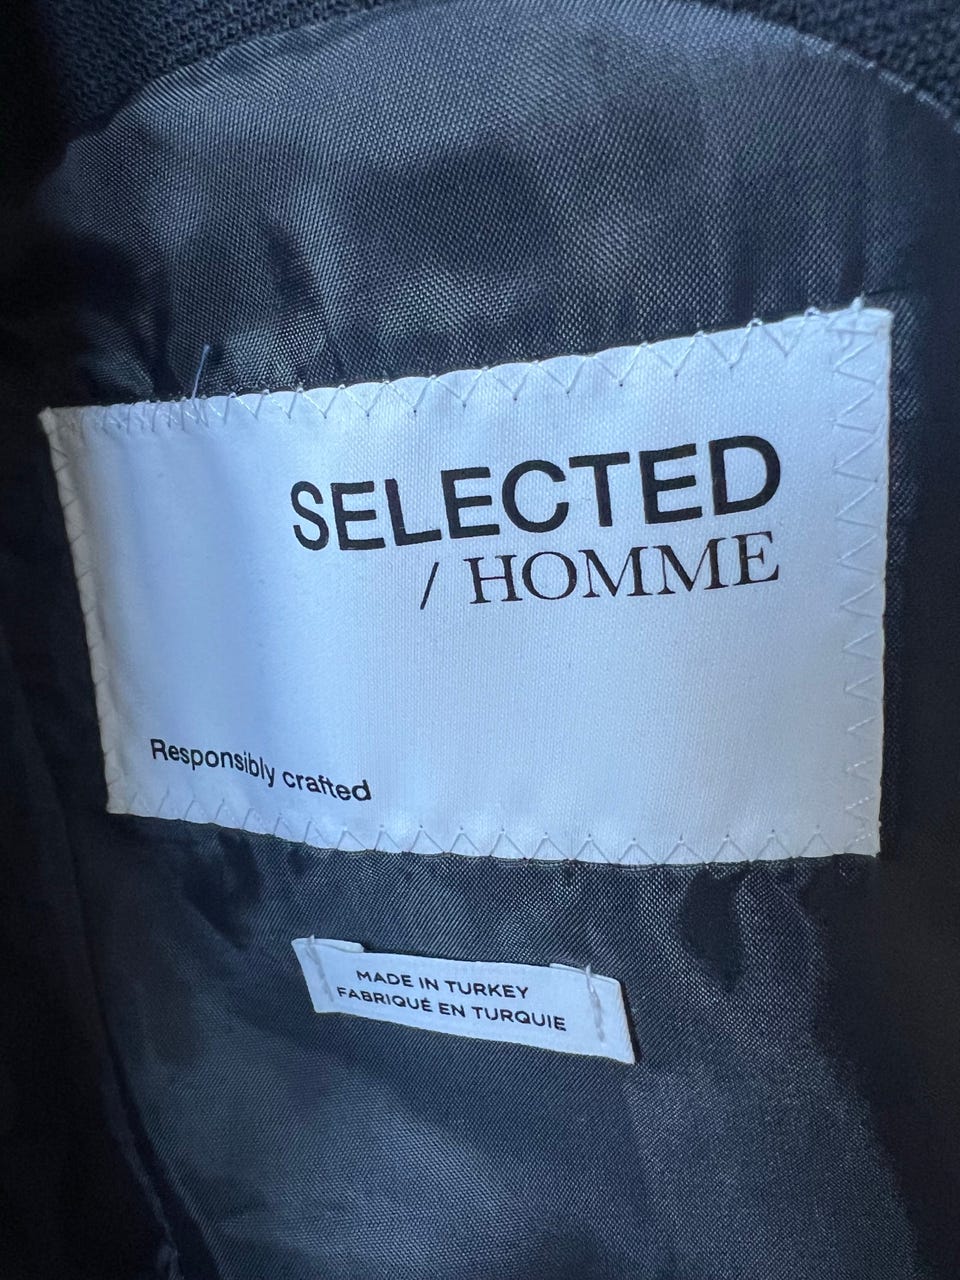 SELECTED
/ HOMME
Responsibly crafted
MADE IN TURKEY
FABRIQUÉ EN TURQUIE